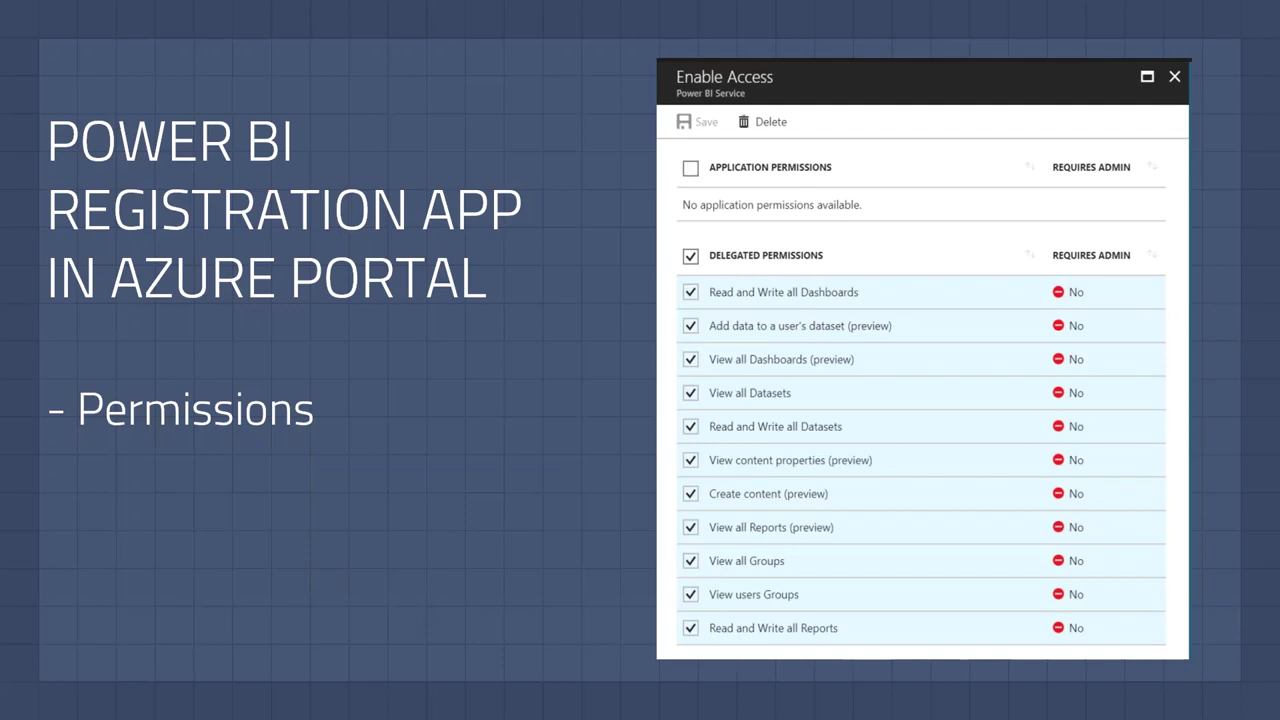 POWER BI
REGISTRATION APP
IN AZURE PORTAL
- Permissions
Enable Access
Power BI Service
Save Delete
APPLICATION PERMISSIONS REQUIRES ADMIN
No application permissions available.
DELEGATED PERMISSIONS REQUIRES ADMIN
Read and Write all Dashboards No
Add data to a user's dataset (preview) No
View all Dashboards (preview) No
View all Datasets No
Read and Write all Datasets No
View content properties (preview) No
Create content (preview) No
View all Reports (preview) No
View all Groups No
View users Groups No
Read and Write all Reports No